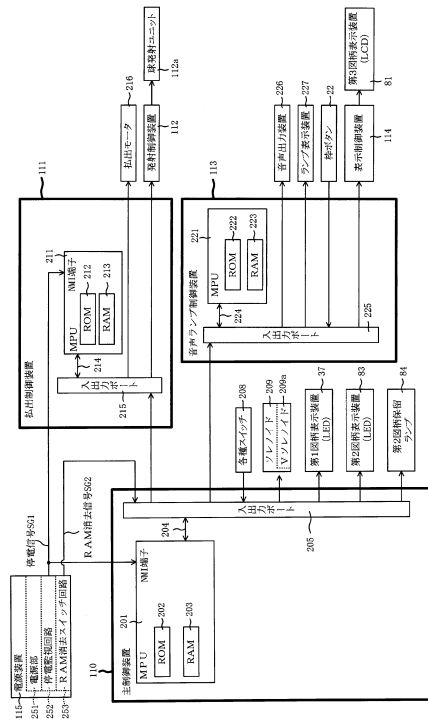 115
電源装置
251
電源部
252
停電監視回路
253
RAM消去スイッチ回路
停電信号SG1
RAM消去信号SG2
110
主制御装置
201
MPU
NMI端子
202
ROM
203
RAM
204
入出力ポート
205
払出制御装置
111
211
MPU
NMI端子
ROM
212
RAM
213
214
入出力ポート
215
払出モータ
216
発射制御装置
112
球発射ユニット
112a
音声ランプ制御装置
113
221
MPU
ROM
222
RAM
223
224
入出力ポート
225
音声出力装置
226
ランプ表示装置
227
枠ボタン
22
表示制御装置
114
第3図柄表示装置
(LCD)
81
各種スイッチ
208
ソレノイド
209
Vソレノイド
209a
第1図柄表示装置
(LED)
37
第2図柄表示装置
(LED)
83
第2図柄保留
ランプ
84